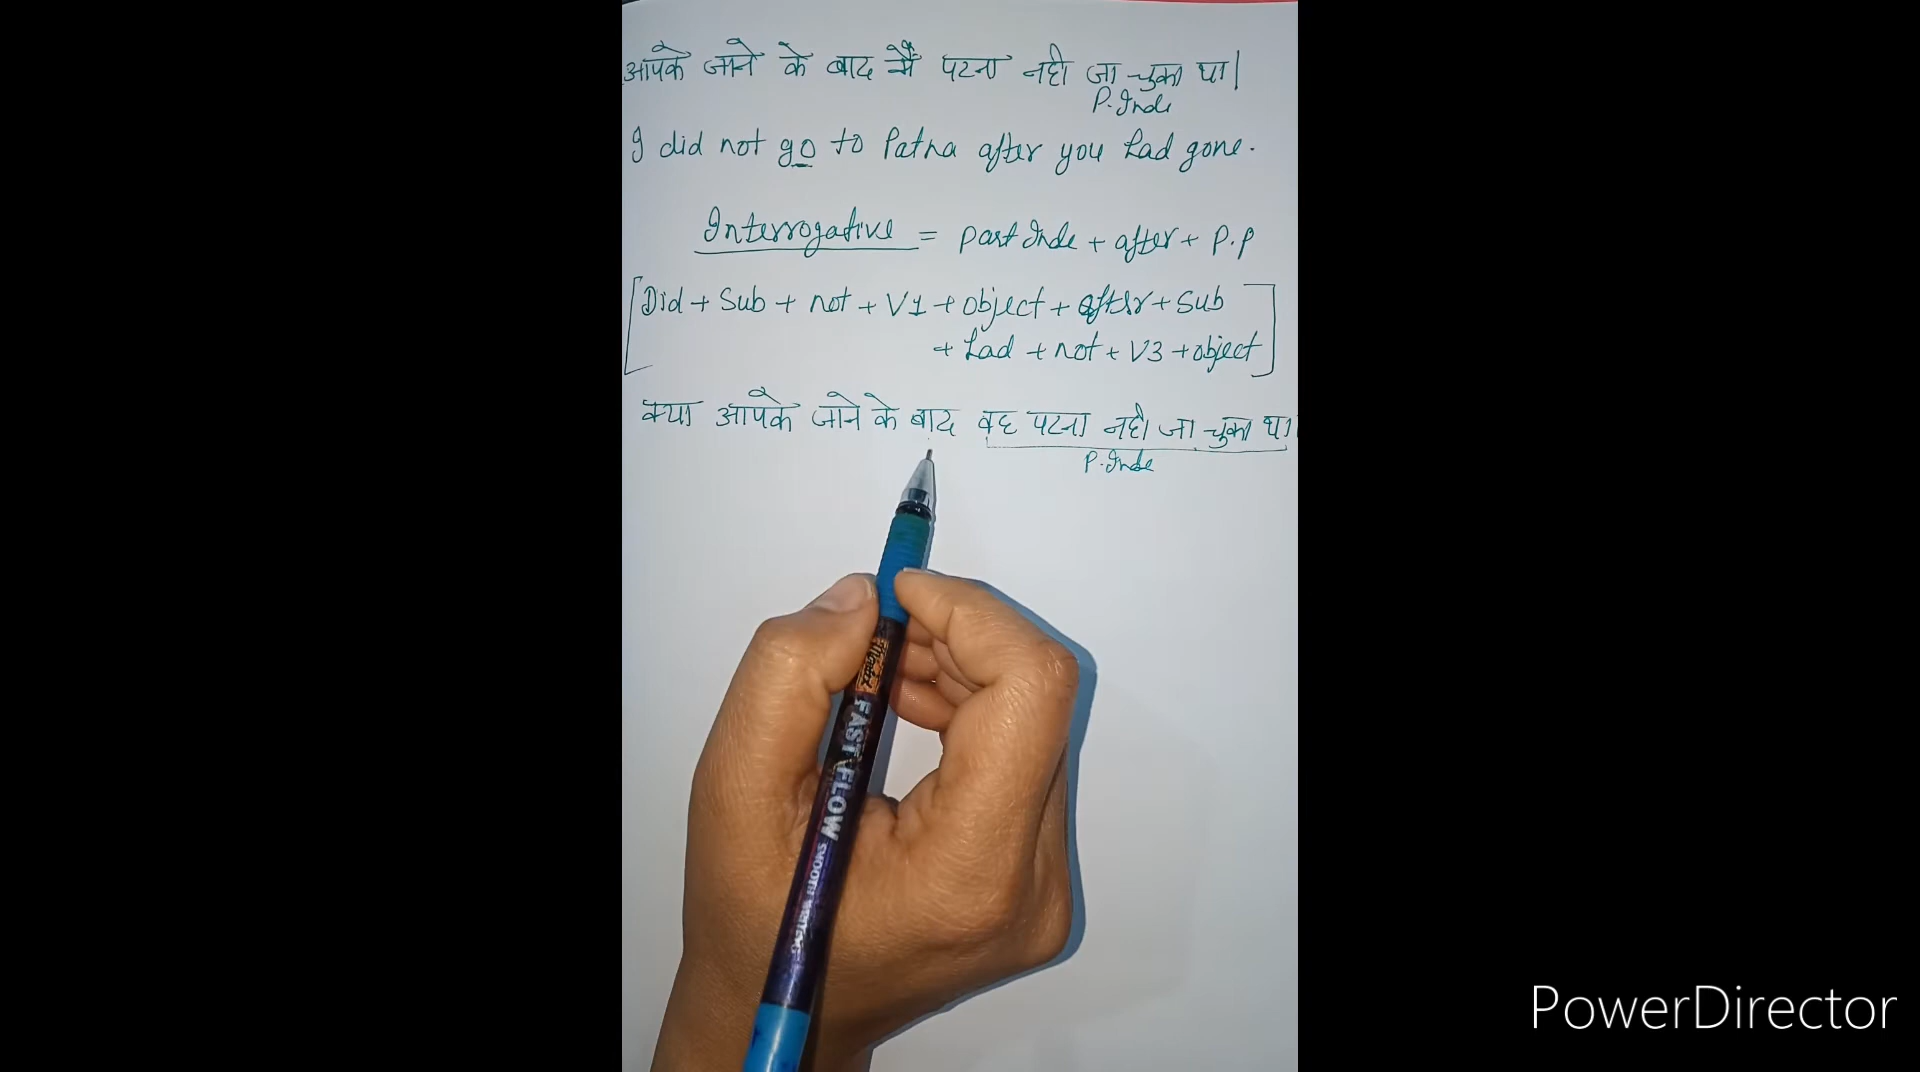 आपके जाने के बाद मैं पटना नही जा चुका था|
P. Inde
I did not go to Patna after you had gone.
Interrogative = Past Inde + after + P.P
[Did + Sub + not + V1 + object + after + Sub
+ had + not + V3 + object]
क्या आपके जाने के बाद वह पटना नही जा चुका था।
P. Inde
FAST FLOW
PowerDirector